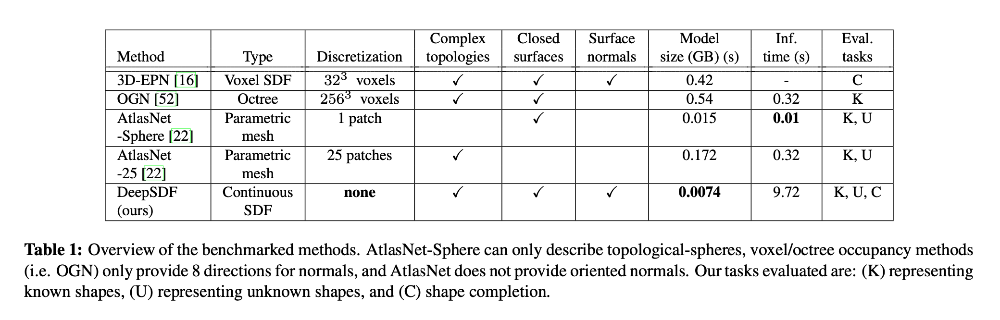 Complex Closed Surface Model Inf. Eval.
Method Type Discretization topologies surfaces normals size (GB) (s) time (s) tasks
3D-EPN [16] Voxel SDF 32³ voxels ✓ ✓ ✓ 0.42 - C
OGN [52] Octree 256³ voxels ✓ ✓ 0.54 0.32 K
AtlasNet Parametric 1 patch ✓ 0.015 0.01 K, U
-Sphere [22] mesh
AtlasNet Parametric 25 patches ✓ 0.172 0.32 K, U
-25 [22] mesh
DeepSDF Continuous none ✓ ✓ ✓ 0.0074 9.72 K, U, C
(ours) SDF
Table 1: Overview of the benchmarked methods. AtlasNet-Sphere can only describe topological-spheres, voxel/octree occupancy methods
(i.e. OGN) only provide 8 directions for normals, and AtlasNet does not provide oriented normals. Our tasks evaluated are: (K) representing
known shapes, (U) representing unknown shapes, and (C) shape completion.